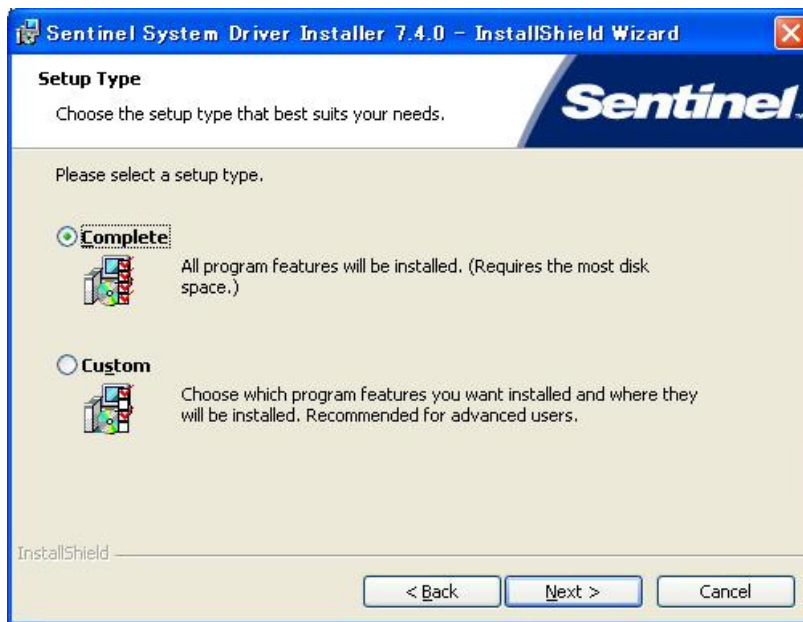 Sentinel System Driver Installer 7.4.0 - InstallShield Wizard
Setup Type
Choose the setup type that best suits your needs.
Sentinel
Please select a setup type.
Complete
All program features will be installed. (Requires the most disk
space.)
Custom
Choose which program features you want installed and where they
will be installed. Recommended for advanced users.
InstallShield
< Back
Next >
Cancel